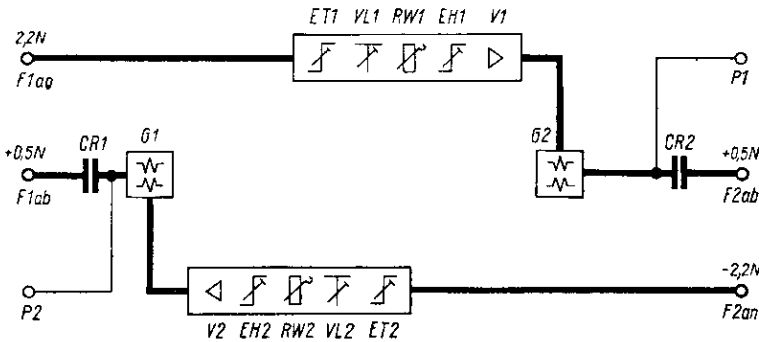 ET1 VL1 RW1 EH1 V1
2,2N
F1ag
P1
G1
G2
CR1
CR2
+0,5N
+0,5N
F1ab
F2ab
P2
-2,2N
F2an
V2 EH2 RW2 VL2 ET2